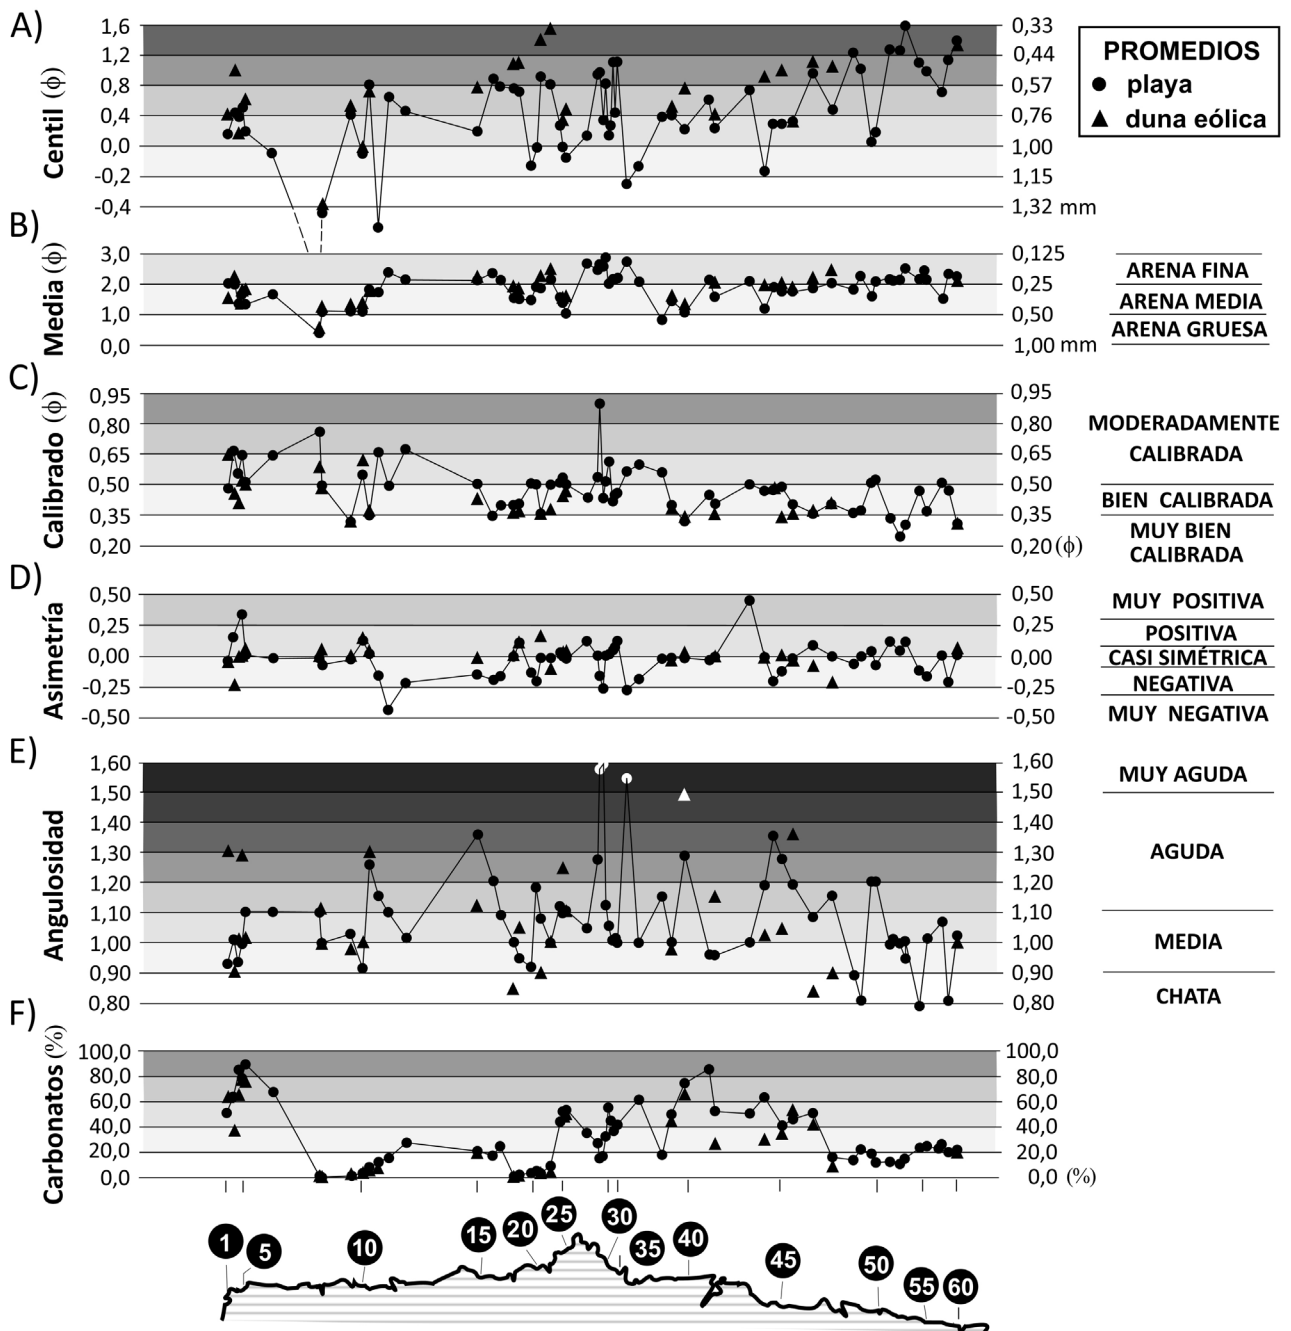 A)
Centil (ϕ)
1,6
1,2
0,8
0,4
0,0
-0,2
-0,4
0,33
0,44
0,57
0,76
1,00
1,15
1,32 mm
PROMEDIOS
● playa
▲ duna eólica
B)
Media (ϕ)
3,0
2,0
1,0
0,0
0,125
0,25
0,50
1,00 mm
ARENA FINA
ARENA MEDIA
ARENA GRUESA
C)
Calibrado (ϕ)
0,95
0,80
0,65
0,50
0,35
0,20
0,95
0,80
0,65
0,50
0,35
0,20 (ϕ)
MODERADAMENTE
CALIBRADA
BIEN CALIBRADA
MUY BIEN
CALIBRADA
D)
Asimetría
0,50
0,25
0,00
-0,25
-0,50
0,50
0,25
0,00
-0,25
-0,50
MUY POSITIVA
POSITIVA
CASI SIMÉTRICA
NEGATIVA
MUY NEGATIVA
E)
Angulosidad
1,60
1,50
1,40
1,30
1,20
1,10
1,00
0,90
0,80
1,60
1,50
1,40
1,30
1,20
1,10
1,00
0,90
0,80
MUY AGUDA
AGUDA
MEDIA
CHATA
F)
Carbonatos (%)
100,0
80,0
60,0
40,0
20,0
0,0
100,0
80,0
60,0
40,0
20,0
0,0 (%)
1 5 10 15 20 25 30 35 40 45 50 55 60